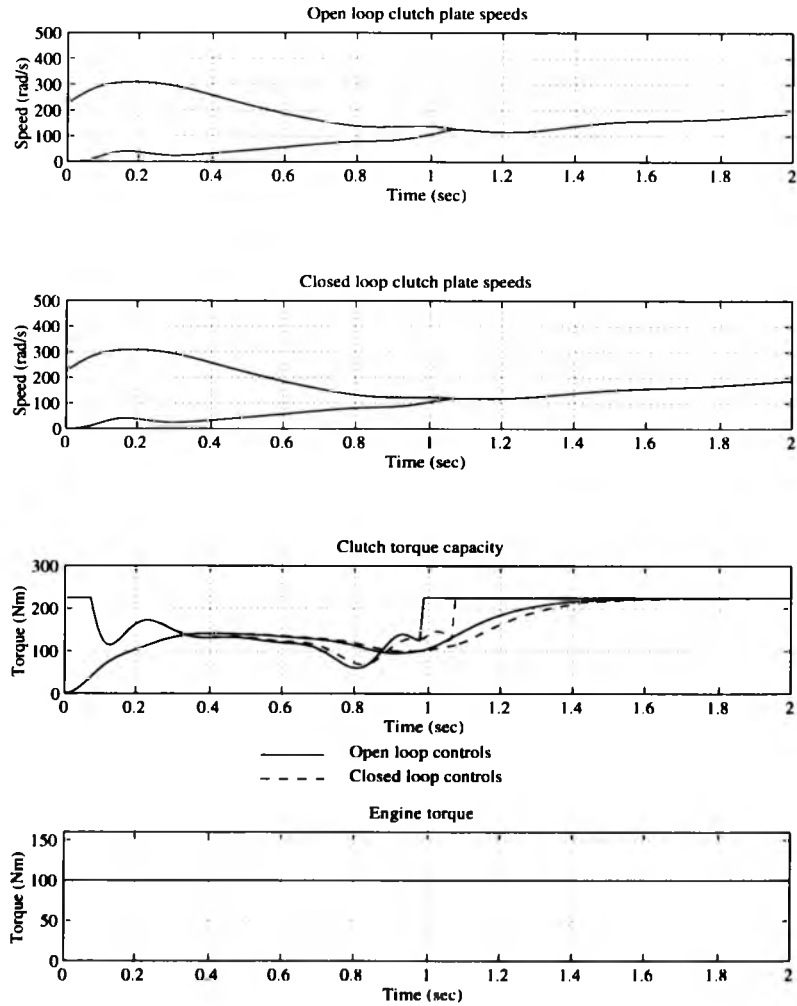 Open loop clutch plate speeds
500
400
300
200
100
0
Speed (rad/s)
0 0.2 0.4 0.6 0.8 1 1.2 1.4 1.6 1.8 2
Time (sec)
Closed loop clutch plate speeds
500
400
300
200
100
0
Speed (rad/s)
0 0.2 0.4 0.6 0.8 1 1.2 1.4 1.6 1.8 2
Time (sec)
Clutch torque capacity
300
200
100
0
Torque (Nm)
0 0.2 0.4 0.6 0.8 1 1.2 1.4 1.6 1.8 2
Time (sec)
Open loop controls
Closed loop controls
Engine torque
150
100
50
0
Torque (Nm)
0 0.2 0.4 0.6 0.8 1 1.2 1.4 1.6 1.8 2
Time (sec)